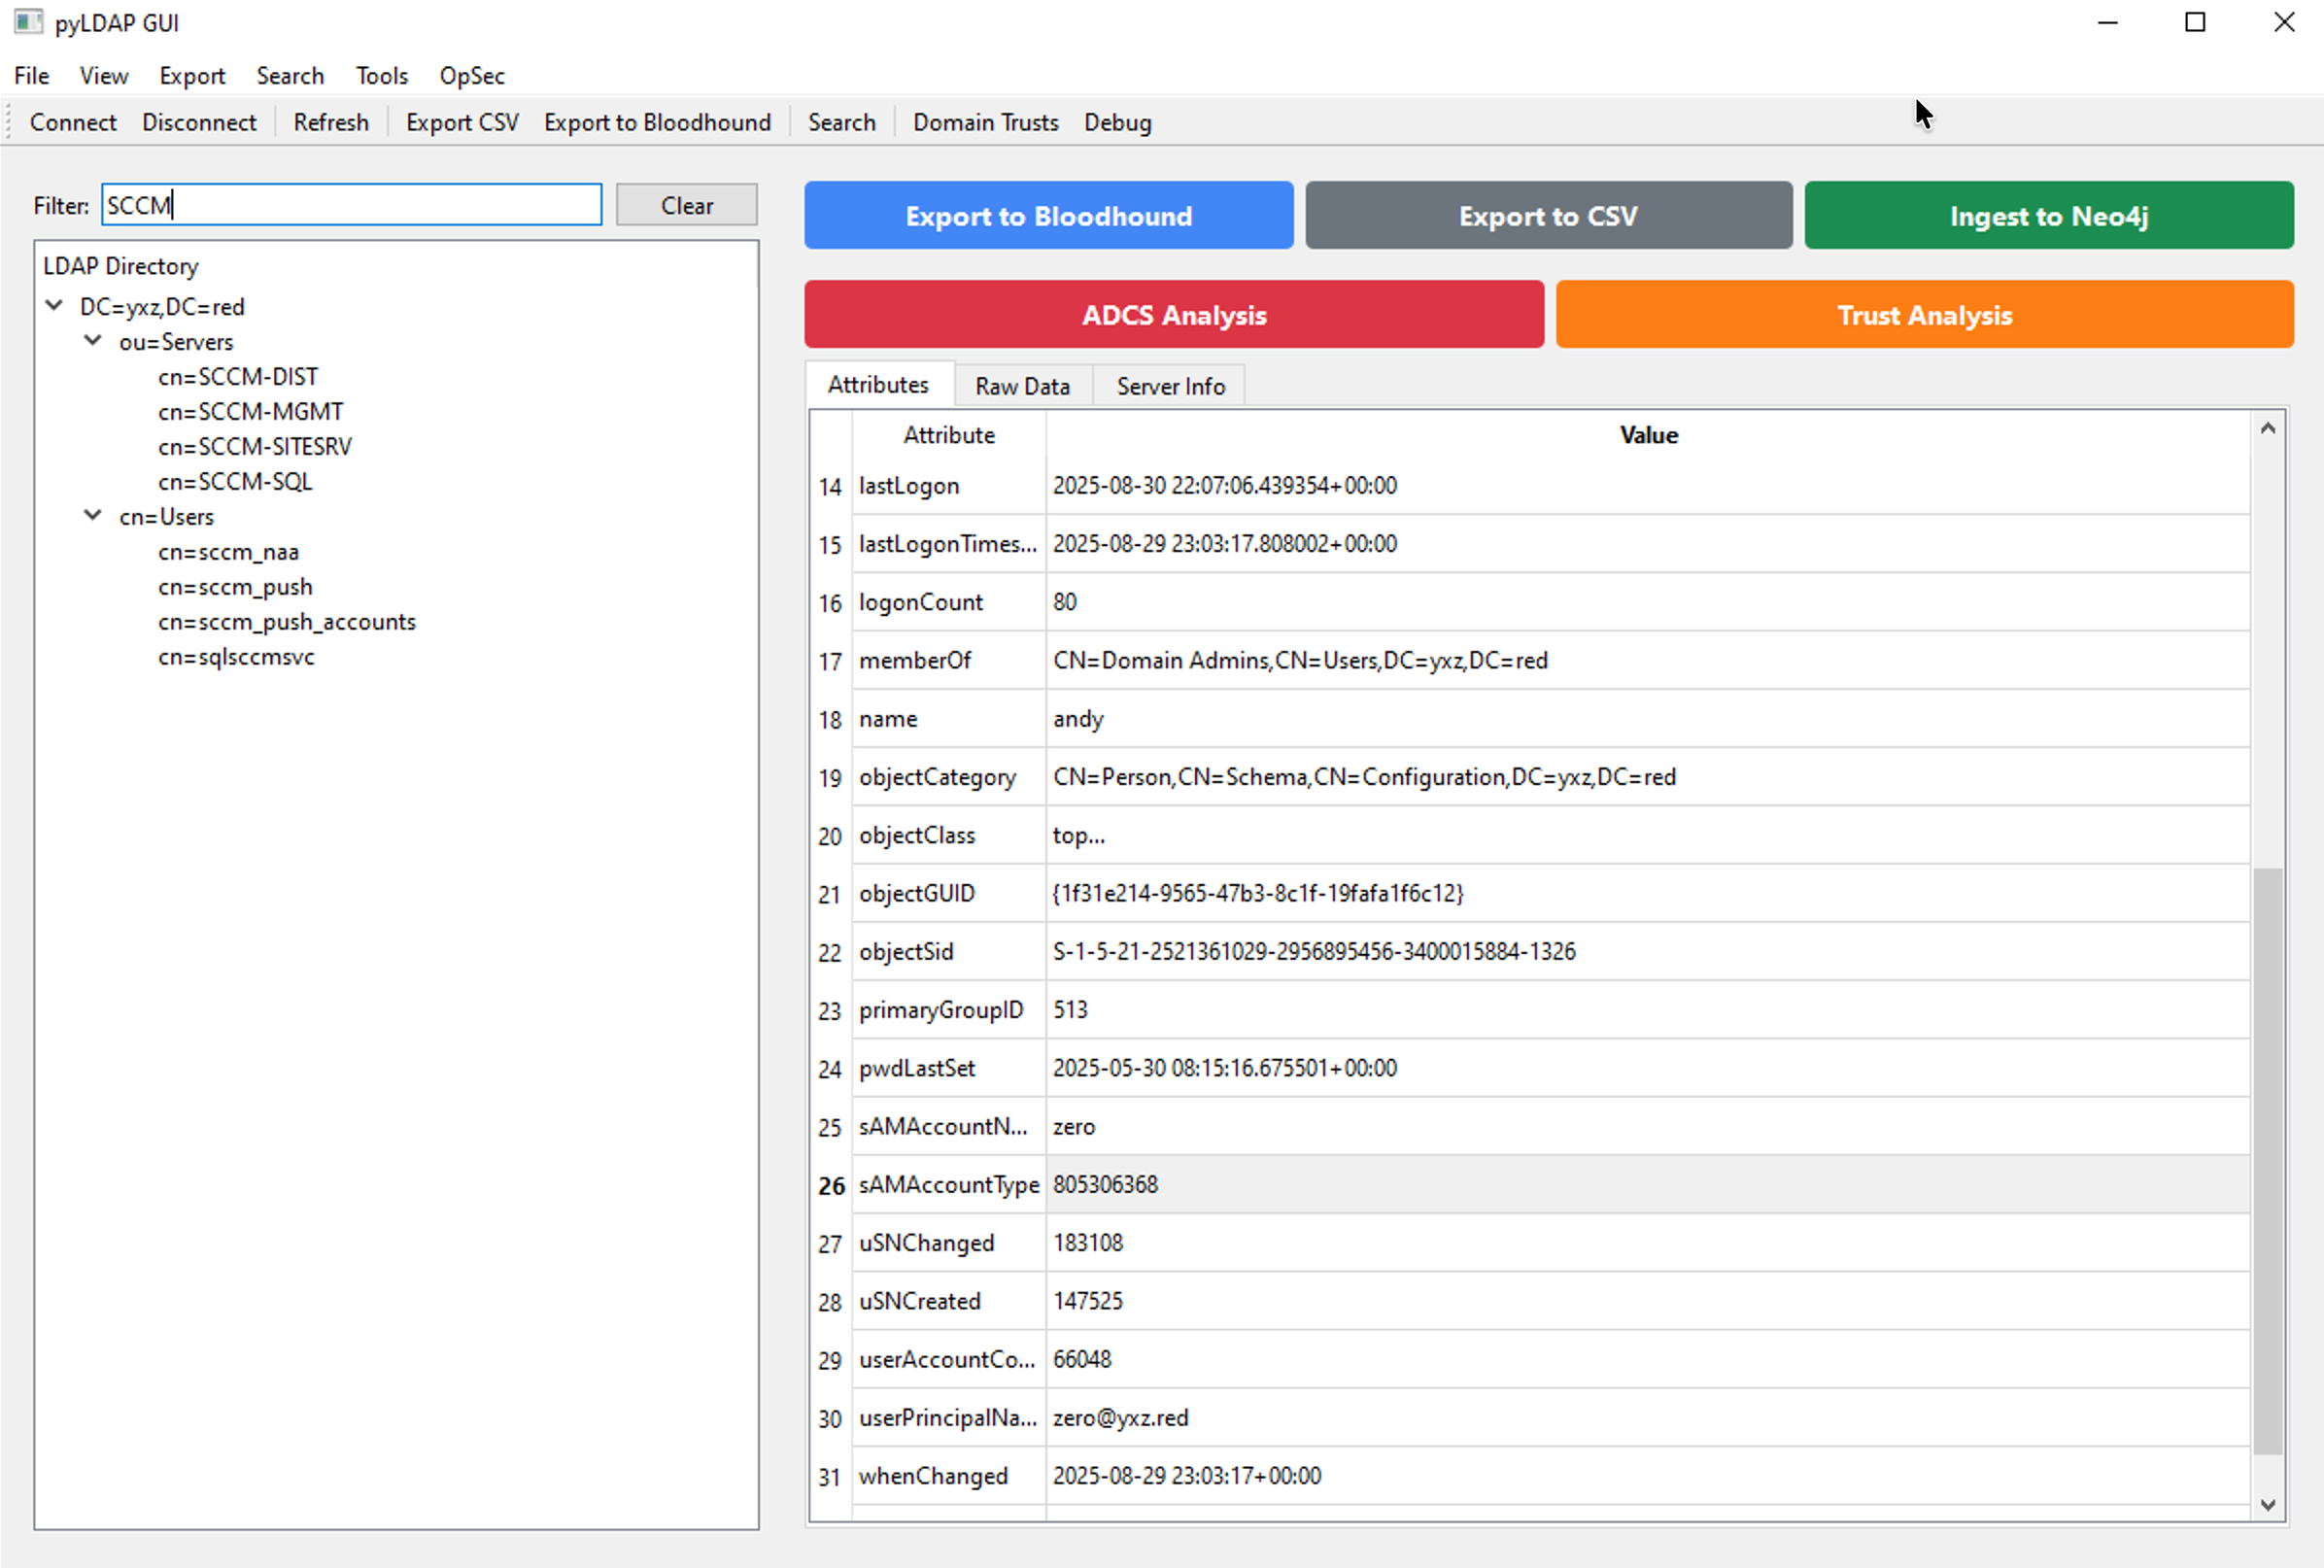 pyLDAP GUI
File View Export Search Tools OpSec
Connect Disconnect Refresh Export CSV Export to Bloodhound Search Domain Trusts Debug
Filter: SCCM Clear
LDAP Directory
DC=yxz,DC=red
ou=Servers
cn=SCCM-DIST
cn=SCCM-MGMT
cn=SCCM-SITESRV
cn=SCCM-SQL
cn=Users
cn=sccm_naa
cn=sccm_push
cn=sccm_push_accounts
cn=sqlsccmsvc
Export to Bloodhound Export to CSV Ingest to Neo4j
ADCS Analysis Trust Analysis
Attributes Raw Data Server Info
Attribute Value
14 lastLogon 2025-08-30 22:07:06.439354+00:00
15 lastLogonTimes... 2025-08-29 23:03:17.808002+00:00
16 logonCount 80
17 memberOf CN=Domain Admins,CN=Users,DC=yxz,DC=red
18 name andy
19 objectCategory CN=Person,CN=Schema,CN=Configuration,DC=yxz,DC=red
20 objectClass top...
21 objectGUID {1f31e214-9565-47b3-8c1f-19fafa1f6c12}
22 objectSid S-1-5-21-2521361029-2956895456-3400015884-1326
23 primaryGroupID 513
24 pwdLastSet 2025-05-30 08:15:16.675501+00:00
25 sAMAccountN... zero
26 sAMAccountType 805306368
27 uSNChanged 183108
28 uSNCreated 147525
29 userAccountCo... 66048
30 userPrincipalNa... zero@yxz.red
31 whenChanged 2025-08-29 23:03:17+00:00